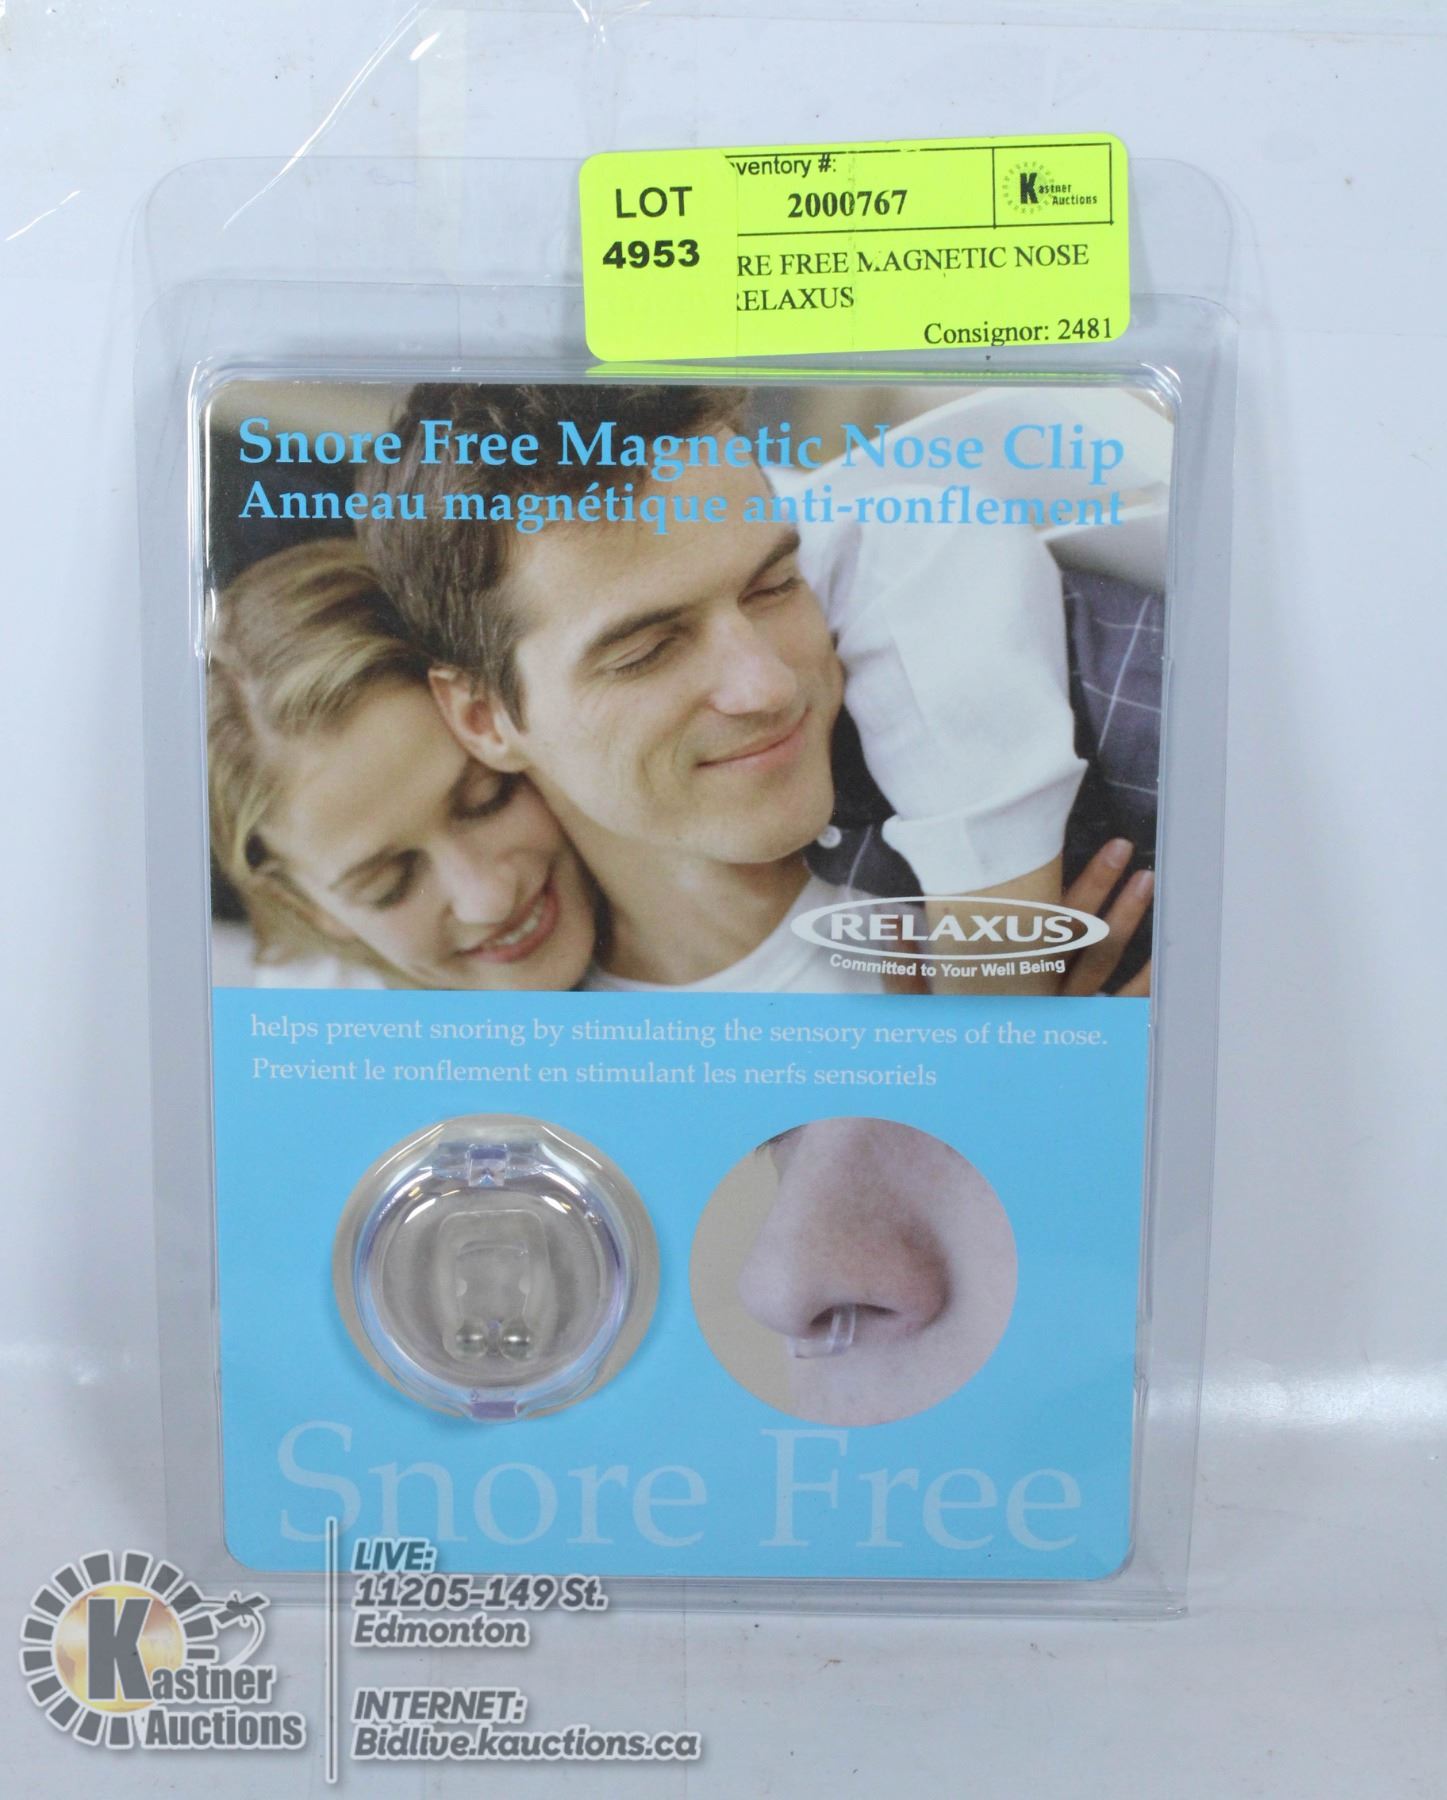 LOT
4953
ventory #:
2000767
Kastner
Auctions
RE FREE MAGNETIC NOSE
RELAXUS
Consignor: 2481
Snore Free Magnetic Nose Clip
Anneau magnétique anti-ronflement
RELAXUS
Committed to Your Well Being
helps prevent snoring by stimulating the sensory nerves of the nose.
Previent le ronflement en stimulant les nerfs sensoriels
Snore Free
Kastner
Auctions
LIVE:
11205-149 St.
Edmonton
INTERNET:
Bidlive.kauctions.ca